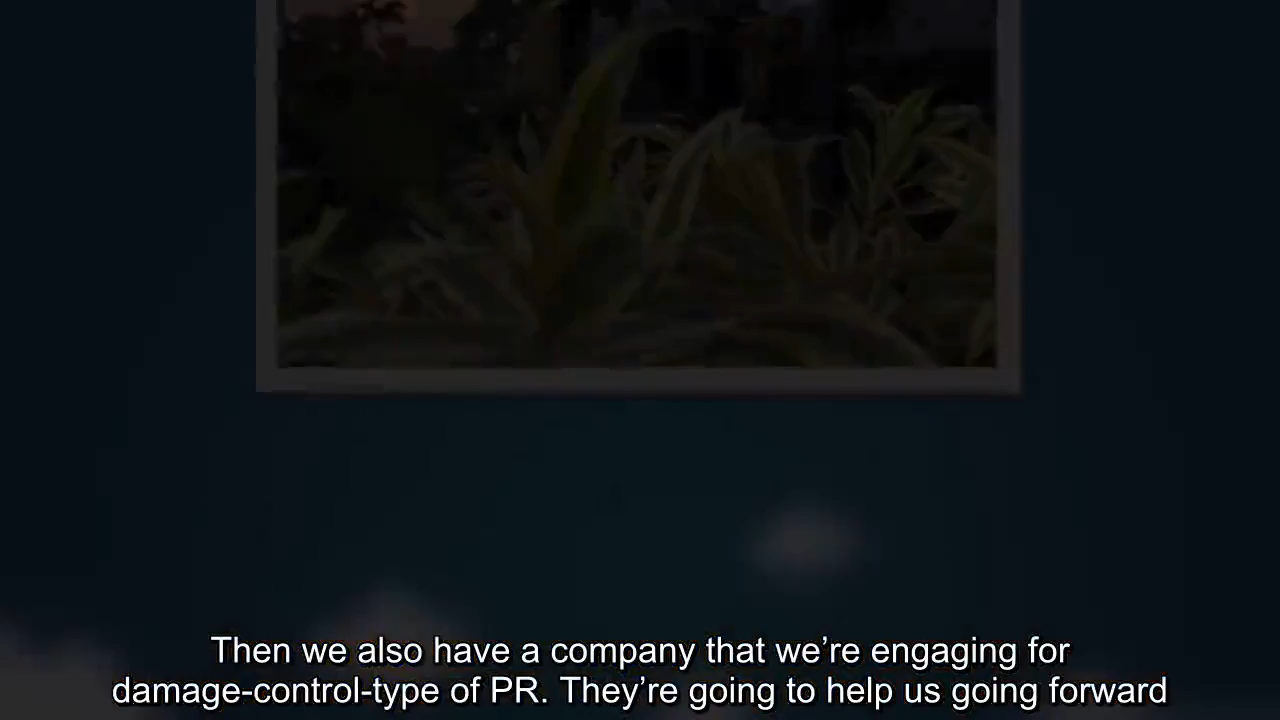 Then we also have a company that we’re engaging for
damage-control-type of PR. They’re going to help us going forward